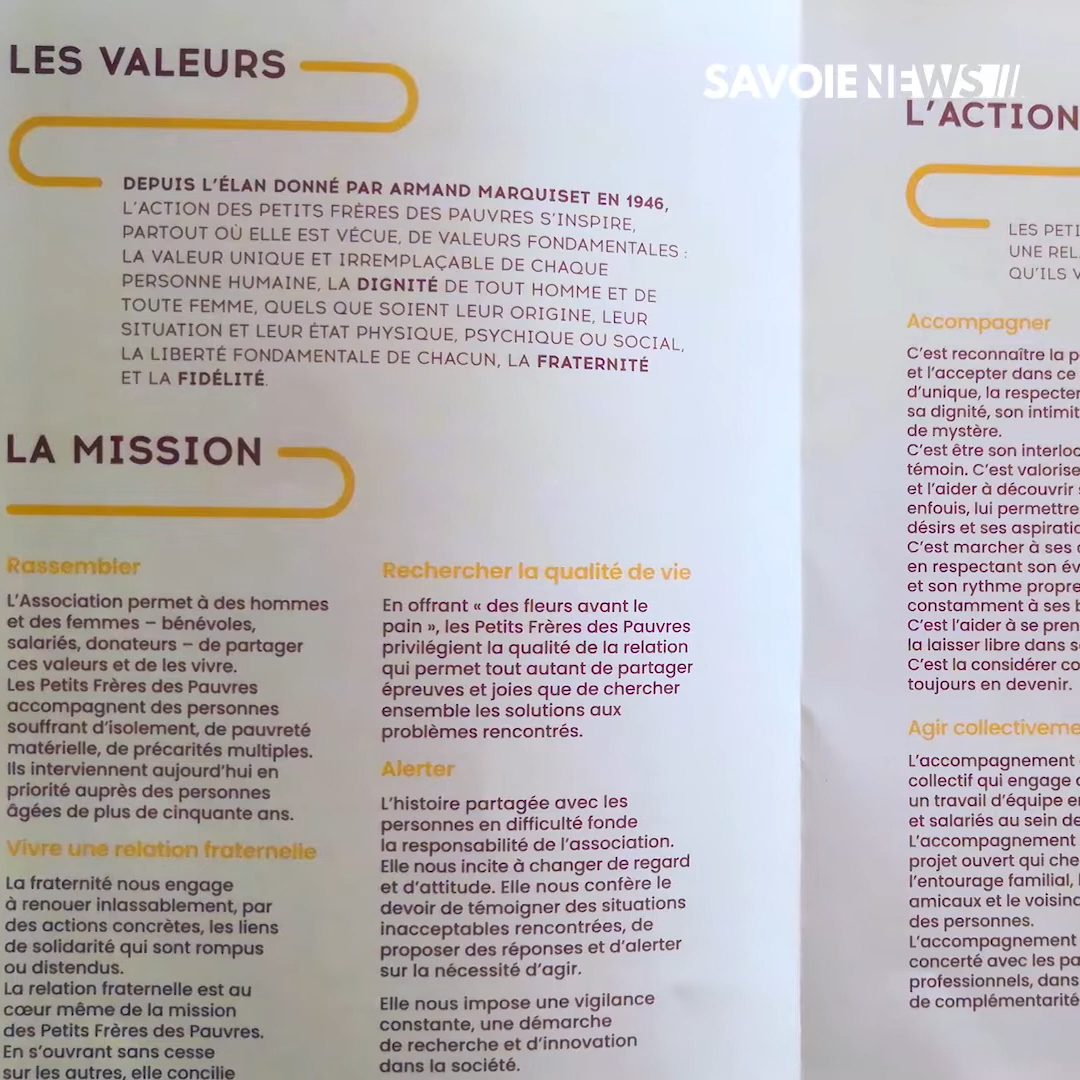 SAVOIE NEWS
LES VALEURS
DEPUIS L'ÉLAN DONNÉ PAR ARMAND MARQUISET EN 1946,
L'ACTION DES PETITS FRÈRES DES PAUVRES S'INSPIRE,
PARTOUT OÙ ELLE EST VÉCUE, DE VALEURS FONDAMENTALES :
LA VALEUR UNIQUE ET IRREMPLAÇABLE DE CHAQUE
PERSONNE HUMAINE, LA DIGNITÉ DE TOUT HOMME ET DE
TOUTE FEMME, QUELS QUE SOIENT LEUR ORIGINE, LEUR
SITUATION ET LEUR ÉTAT PHYSIQUE, PSYCHIQUE OU SOCIAL,
LA LIBERTÉ FONDAMENTALE DE CHACUN, LA FRATERNITÉ
ET LA FIDÉLITÉ.
LA MISSION
Rassembler
L'Association permet à des hommes
et des femmes – bénévoles,
salariés, donateurs – de partager
ces valeurs et de les vivre.
Les Petits Frères des Pauvres
accompagnent des personnes
souffrant d'isolement, de pauvreté
matérielle, de précarités multiples.
Ils interviennent aujourd'hui en
priorité auprès des personnes
âgées de plus de cinquante ans.
Vivre une relation fraternelle
La fraternité nous engage
à renouer inlassablement, par
des actions concrètes, les liens
de solidarité qui sont rompus
ou distendus.
La relation fraternelle est au
cœur même de la mission
des Petits Frères des Pauvres.
En s'ouvrant sans cesse
sur les autres, elle concilie
Rechercher la qualité de vie
En offrant « des fleurs avant le
pain », les Petits Frères des Pauvres
privilégient la qualité de la relation
qui permet tout autant de partager
épreuves et joies que de chercher
ensemble les solutions aux
problèmes rencontrés.
Alerter
L'histoire partagée avec les
personnes en difficulté fonde
la responsabilité de l'association.
Elle nous incite à changer de regard
et d'attitude. Elle nous confère le
devoir de témoigner des situations
inacceptables rencontrées, de
proposer des réponses et d'alerter
sur la nécessité d'agir.
Elle nous impose une vigilance
constante, une démarche
de recherche et d'innovation
dans la société.
L'ACTION
LES PETI
UNE REL
QU'ILS V
Accompagner
C'est reconnaître la p
et l'accepter dans ce
d'unique, la respecter
sa dignité, son intimit
de mystère.
C'est être son interloc
témoin. C'est valorise
et l'aider à découvrir s
enfouis, lui permettre
désirs et ses aspiratio
C'est marcher à ses
en respectant son év
et son rythme propre
constamment à ses b
C'est l'aider à se pren
la laisser libre dans s
C'est la considérer co
toujours en devenir.
Agir collectiveme
L'accompagnement
collectif qui engage
un travail d'équipe e
et salariés au sein de
L'accompagnement
projet ouvert qui che
l'entourage familial,
amicaux et le voisina
des personnes.
L'accompagnement
concerté avec les pa
professionnels, dans
de complémentarité